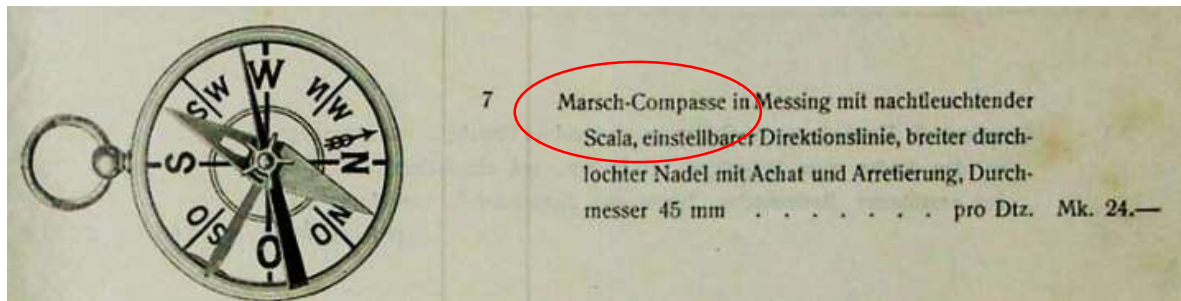 W
N W
N
N O
O
S O
S
S W
7 Marsch-Compasse in Messing mit nachtleuchtender
Scala, einstellbarer Direktionslinie, breiter durch-
lochter Nadel mit Achat und Arretierung, Durch-
messer 45 mm . . . . . . . pro Dtz. Mk. 24.—